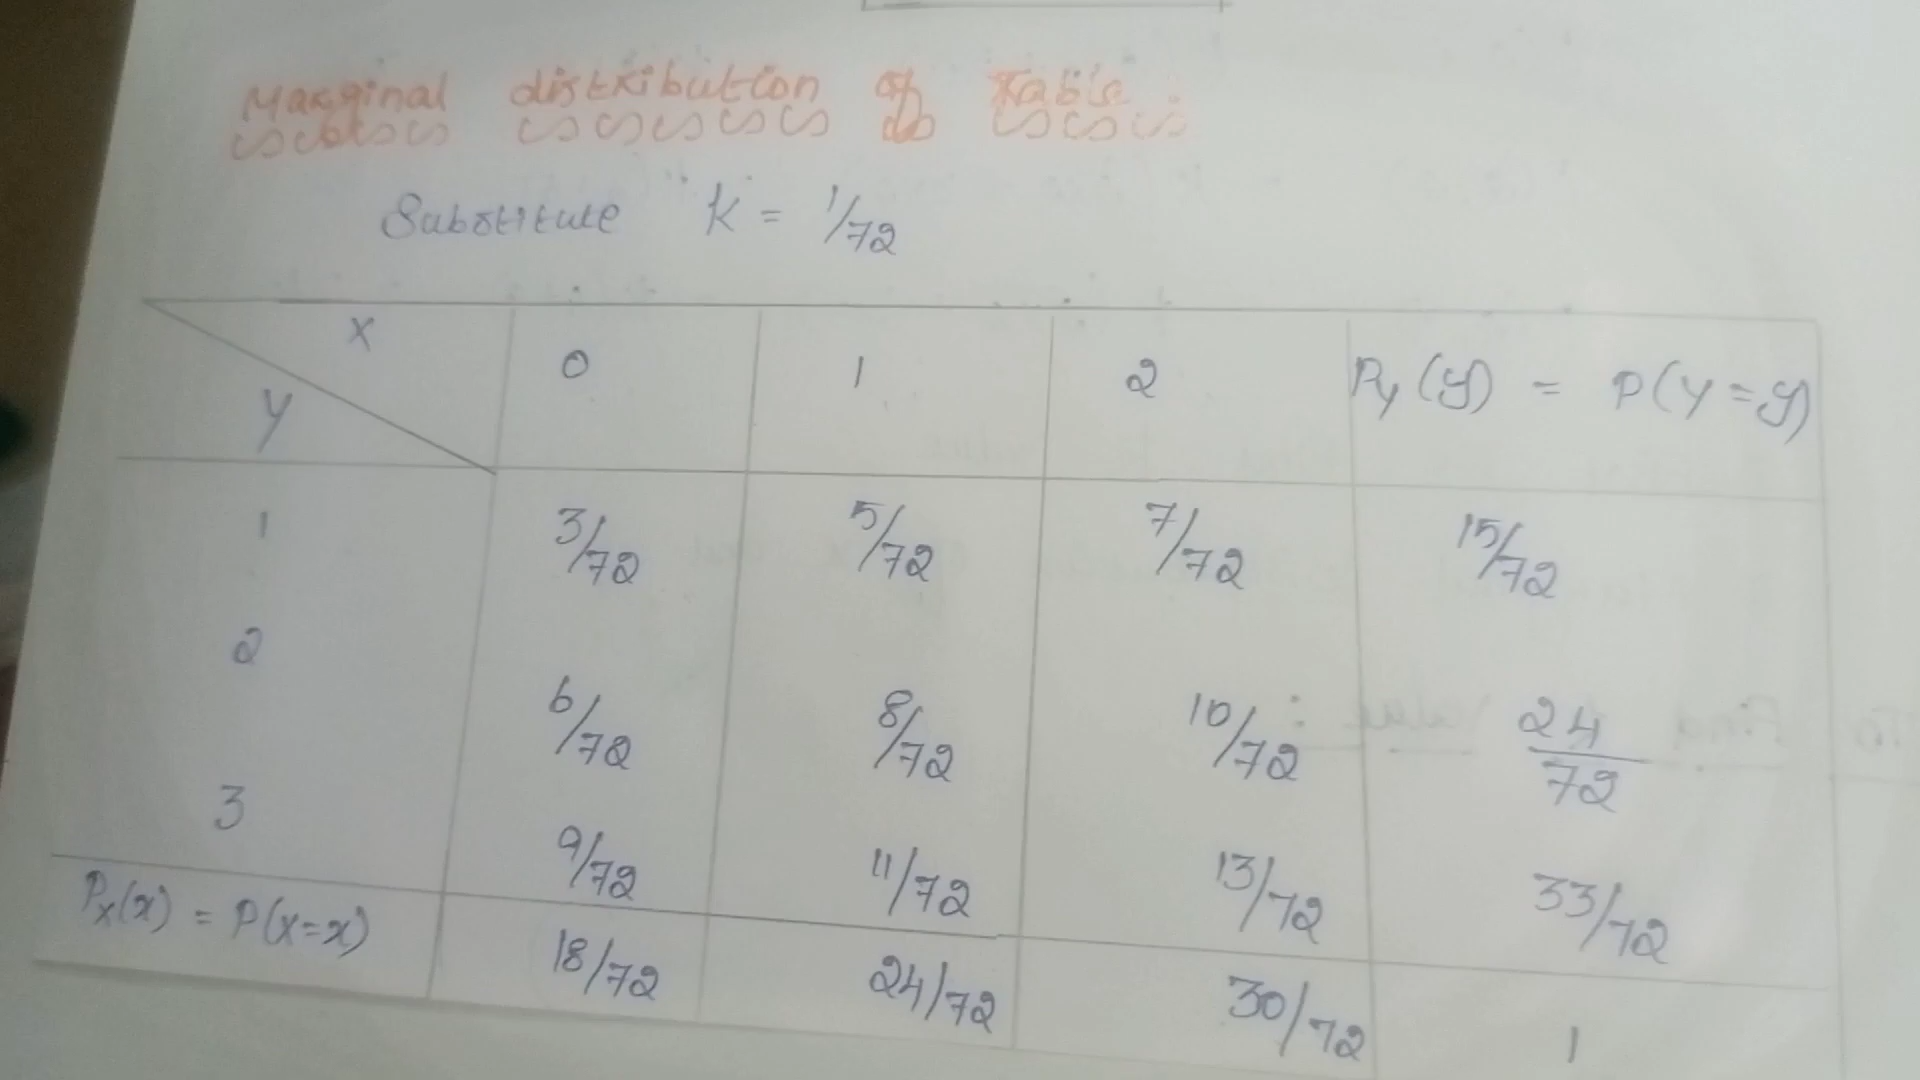 Marginal distribution of Table :
Substitute K = 1/72
X 0 1 2 Py (y) = P(Y=y)
Y
1 3/72 5/72 7/72 15/72
2 6/72 8/72 10/72 24/72
3 9/72 11/72 13/72 33/72
Px(x) = P(X=x) 18/72 24/72 30/72 1